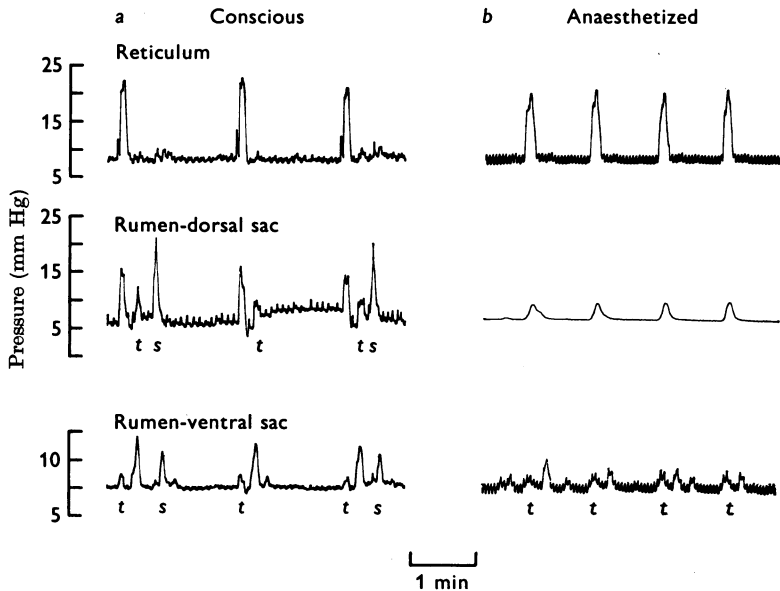 a Conscious b Anaesthetized
Reticulum
25
15
5
Rumen-dorsal sac
25
15
5
t s t t s
Pressure (mm Hg)
Rumen-ventral sac
10
5
t s t t s t t t t
1 min